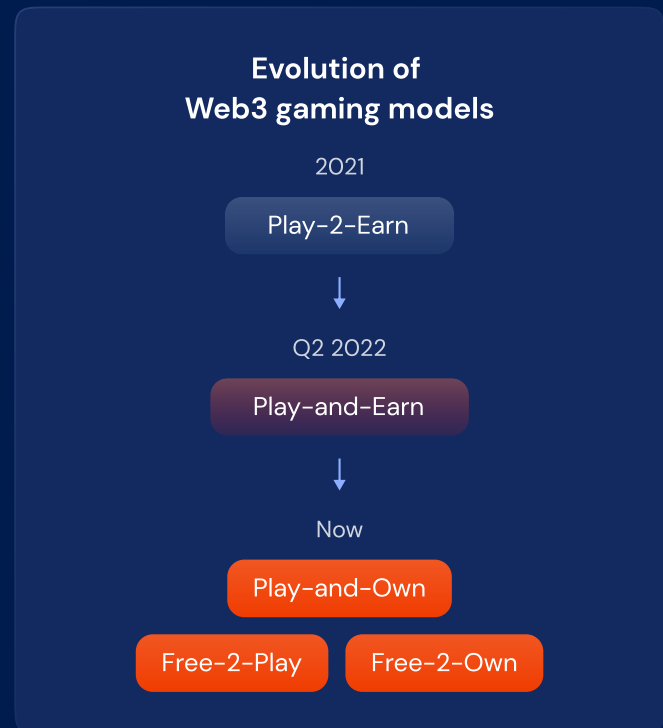 Evolution of
Web3 gaming models
2021
Play-2-Earn
Q2 2022
Play-and-Earn
Now
Play-and-Own
Free-2-Play
Free-2-Own